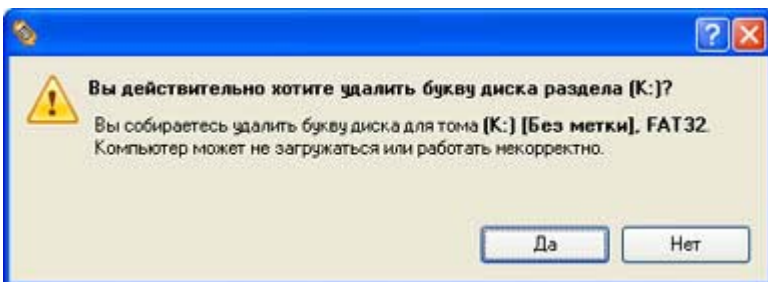 Вы действительно хотите удалить букву диска раздела (K:)?
Вы собираетесь удалить букву диска для тома (K:) [Без метки], FAT32.
Компьютер может не загружаться или работать некорректно.
Да Нет